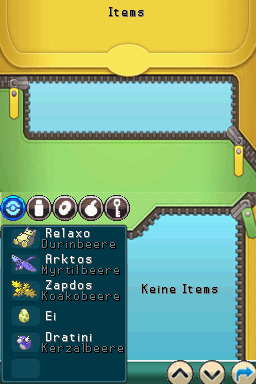 Items
Relaxo
Durinbeere
Arktos
Myrtilbeere
Zapdos
Koakobeere
Keine Items
Ei
Dratini
Kerzalbeere